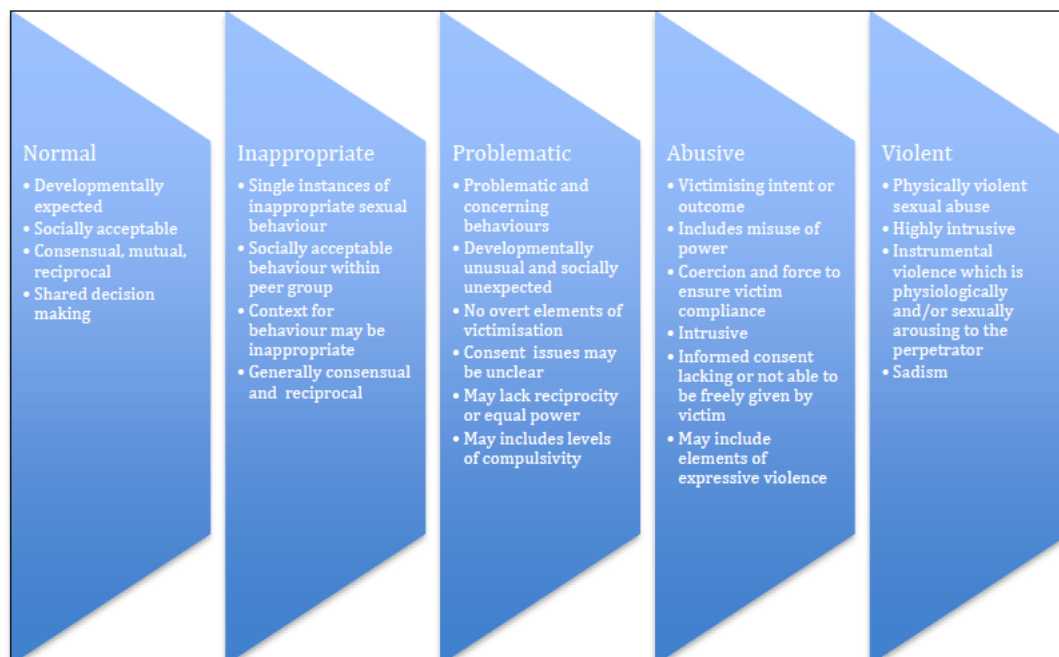 Normal
• Developmentally
expected
• Socially acceptable
• Consensual, mutual,
reciprocal
• Shared decision
making
Inappropriate
• Single instances of
inappropriate sexual
behaviour
• Socially acceptable
behaviour within
peer group
• Context for
behaviour may be
inappropriate
• Generally consensual
and reciprocal
Problematic
• Problematic and
concerning
behaviours
• Developmentally
unusual and socially
unexpected
• No overt elements of
victimisation
• Consent issues may
be unclear
• May lack reciprocity
or equal power
• May includes levels
of compulsivity
Abusive
• Victimising intent or
outcome
• Includes misuse of
power
• Coercion and force to
ensure victim
compliance
• Intrusive
• Informed consent
lacking or not able to
be freely given by
victim
• May include
elements of
expressive violence
Violent
• Physically violent
sexual abuse
• Highly intrusive
• Instrumental
violence which is
physiologically
and/or sexually
arousing to the
perpetrator
• Sadism